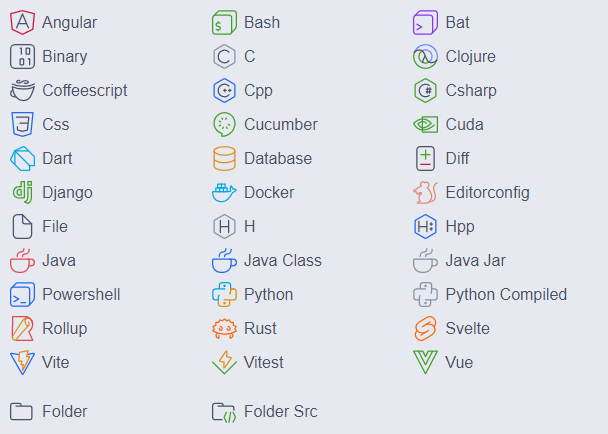 Angular Bash Bat
Binary C Clojure
Coffeescript Cpp Csharp
Css Cucumber Cuda
Dart Database Diff
Django Docker Editorconfig
File H Hpp
Java Java Class Java Jar
Powershell Python Python Compiled
Rollup Rust Svelte
Vite Vitest Vue
Folder Folder Src